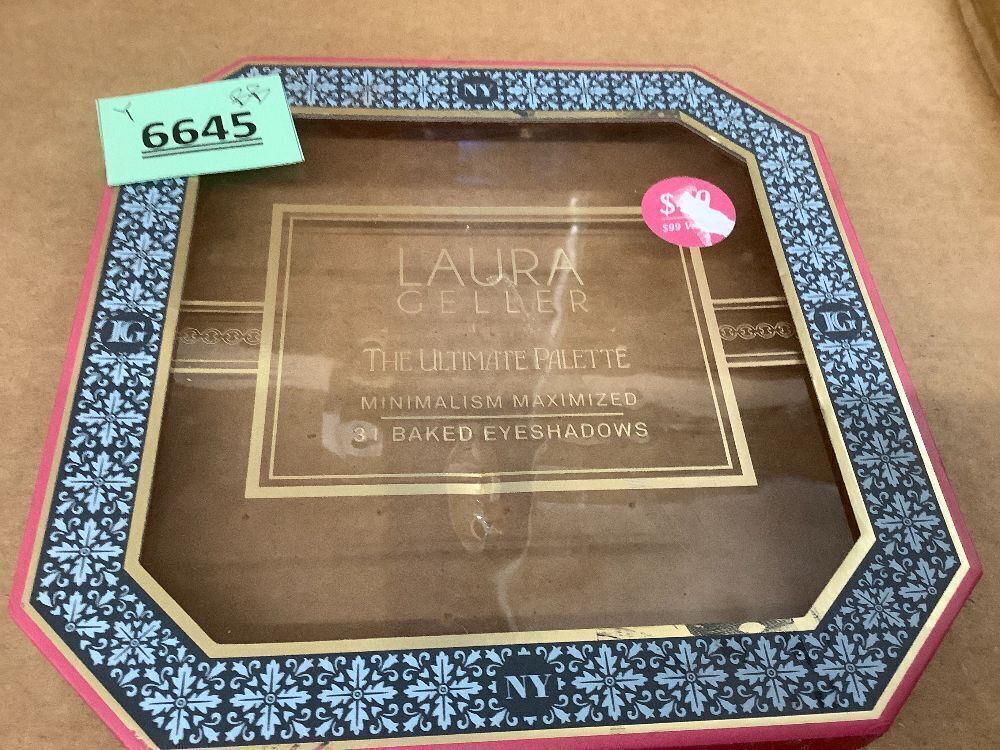 6645
NY
$99
LG
LG
LAURA
GELLER
THE ULTIMATE PALETTE
MINIMALISM MAXIMIZED
31 BAKED EYESHADOWS
NY